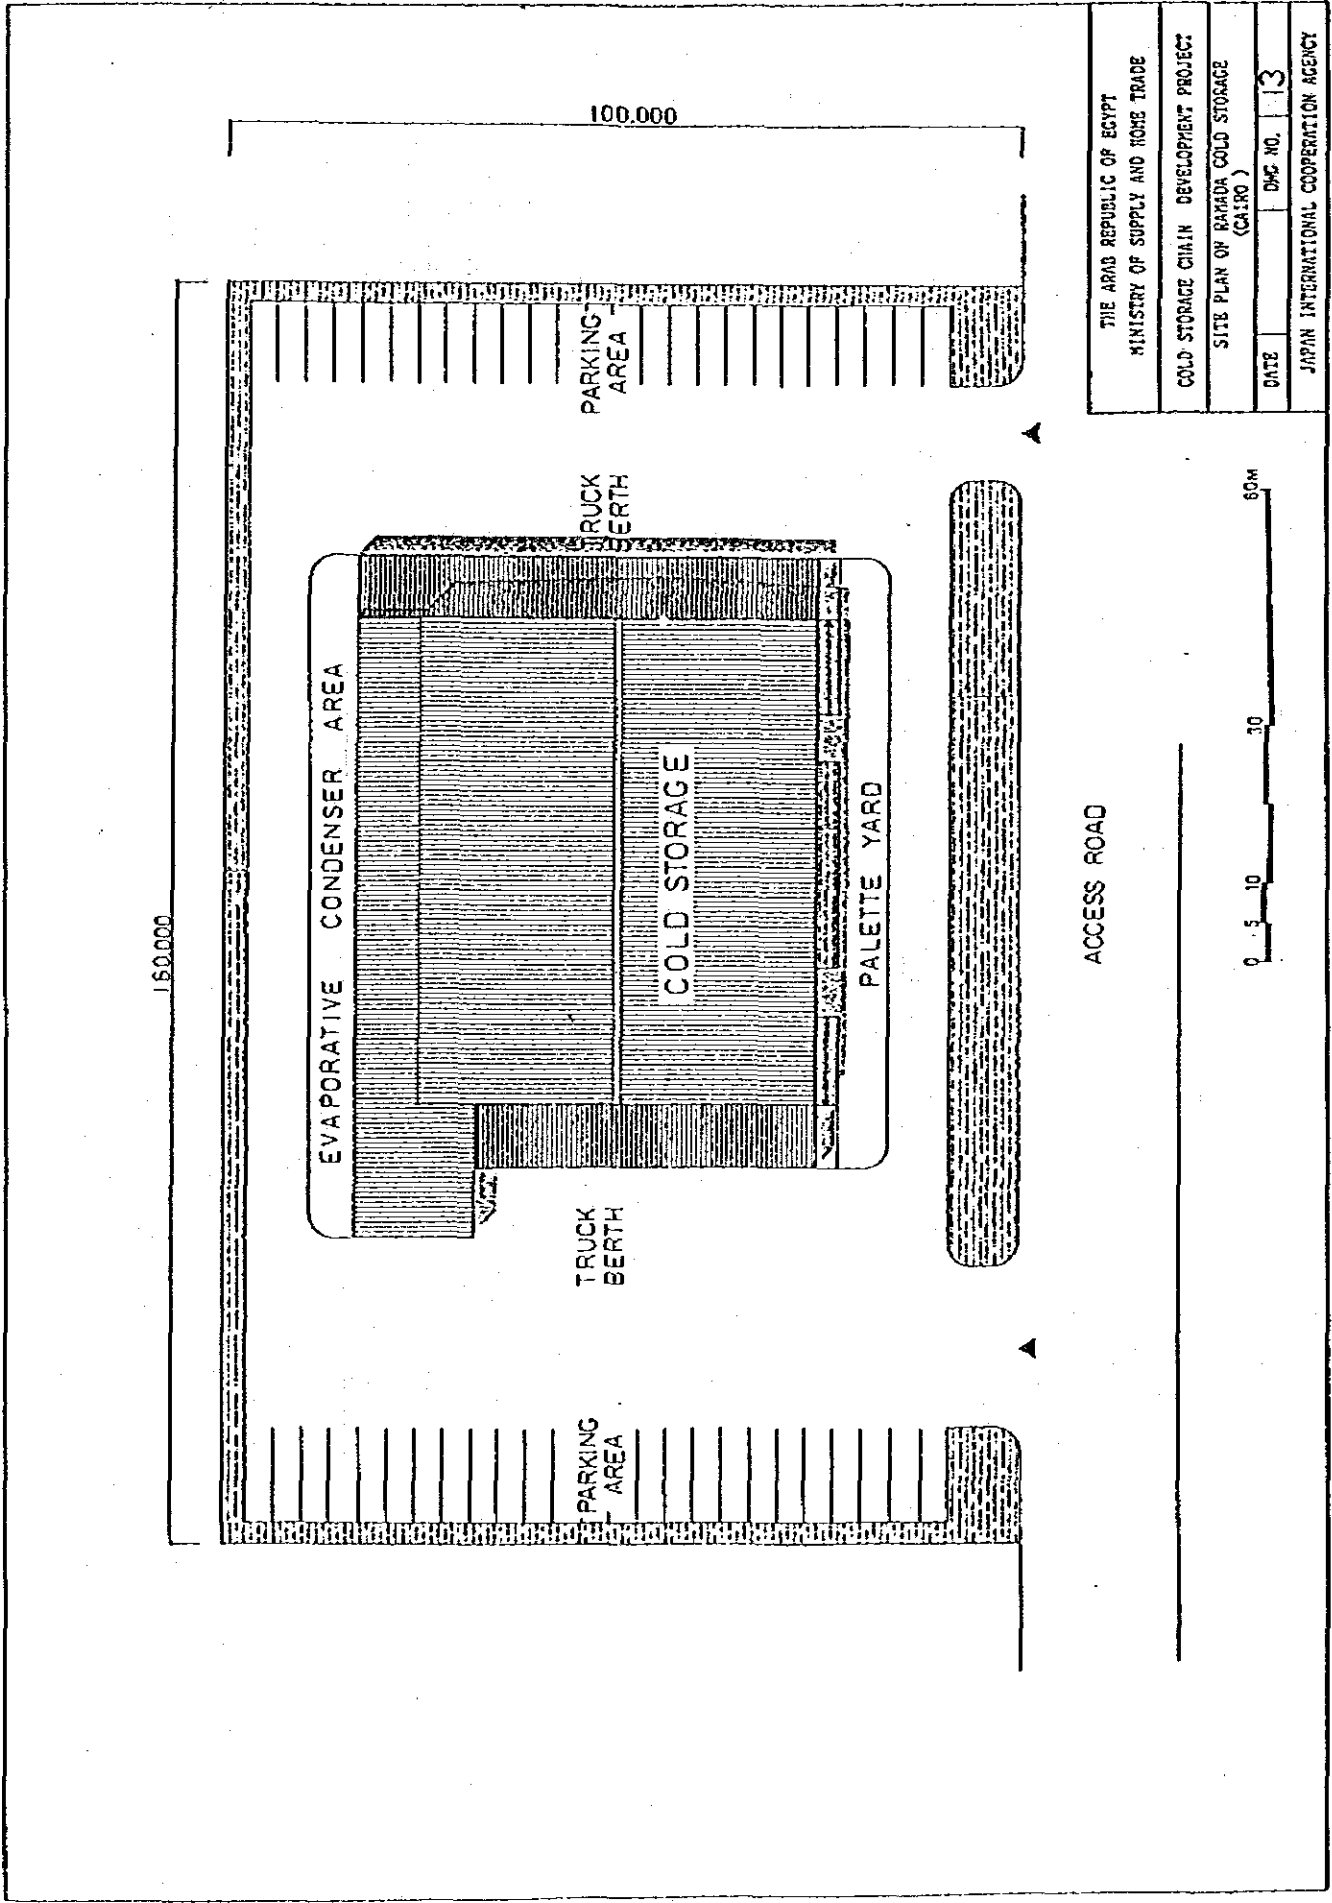 160.000
100.000
EVAPORATIVE CONDENSER AREA
PARKING
AREA
TRUCK
BERTH
COLD STORAGE
TRUCK
BERTH
PARKING
AREA
PALETTE YARD
ACCESS ROAD
0 5 10 30 60M
THE ARAB REPUBLIC OF EGYPT
MINISTRY OF SUPPLY AND HOME TRADE
COLD STORAGE CHAIN DEVELOPMENT PROJECT
SITE PLAN OF RAMADA COLD STORAGE
(CAIRO)
DATE DWG NO. 13
JAPAN INTERNATIONAL COOPERATION AGENCY